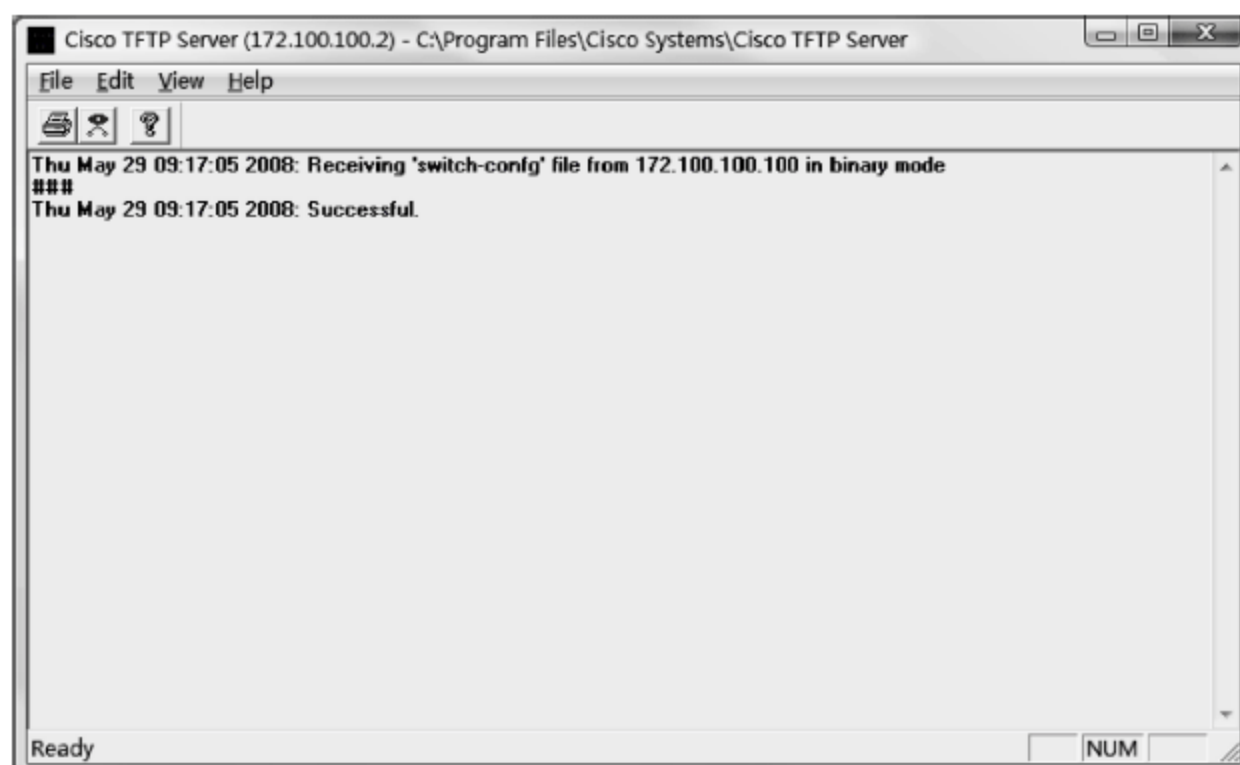 Cisco TFTP Server (172.100.100.2) - C:\Program Files\Cisco Systems\Cisco TFTP Server
File Edit View Help
Thu May 29 09:17:05 2008: Receiving 'switch-confg' file from 172.100.100.100 in binary mode
###
Thu May 29 09:17:05 2008: Successful.
Ready NUM